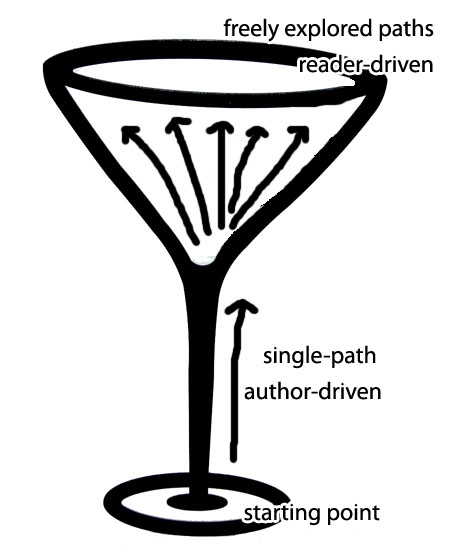 freely explored paths
reader-driven
single-path
author-driven
starting point